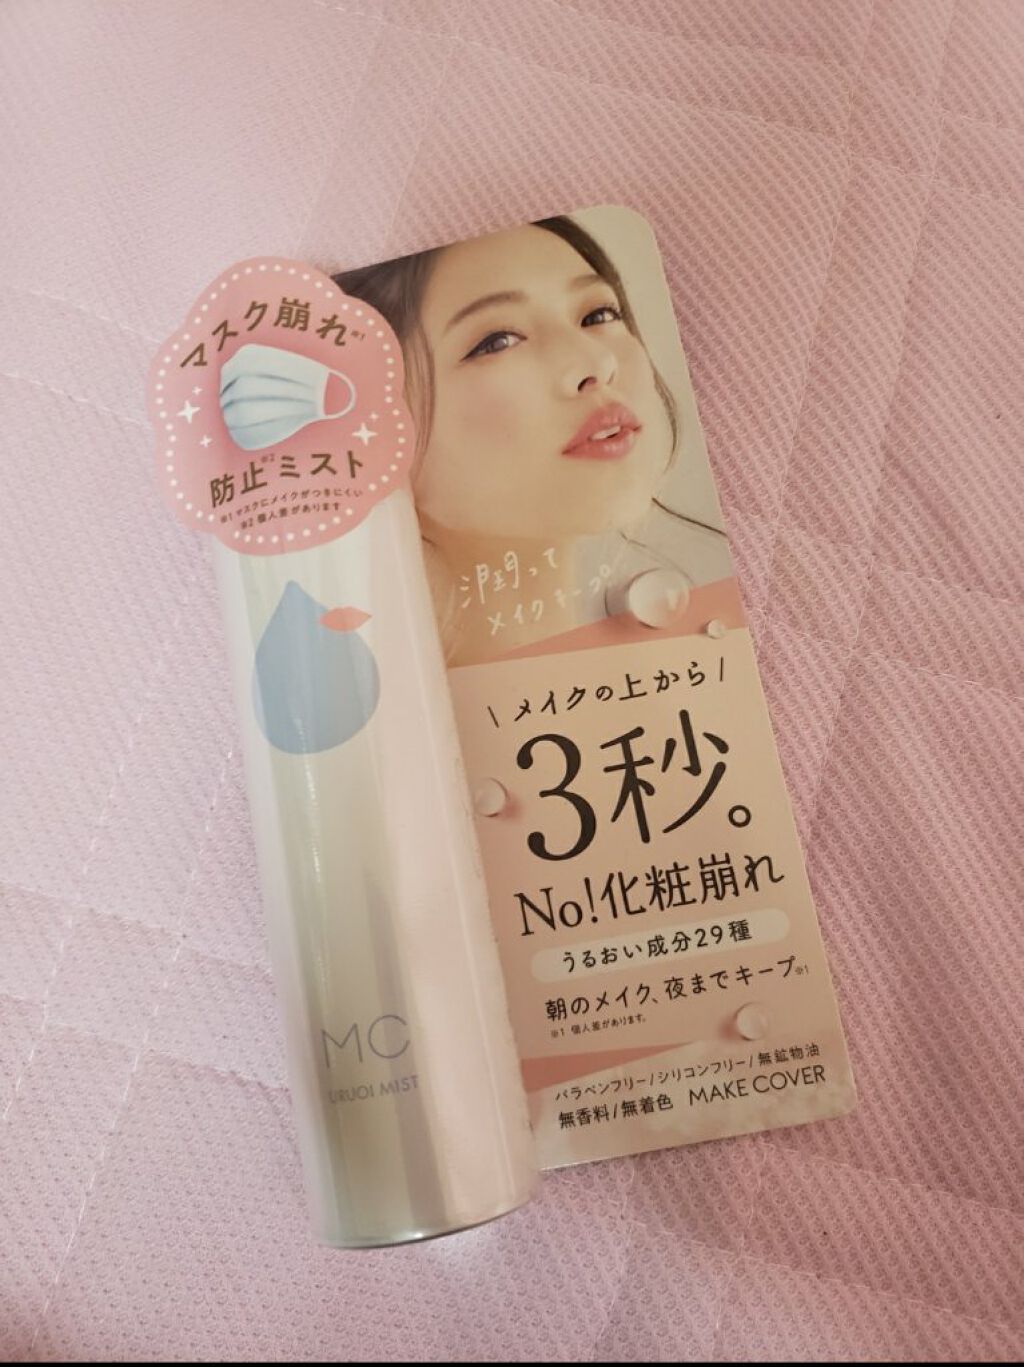 マスク崩れ※1
防止※2ミスト
※1 マスクにメイクがつきにくい
※2 個人差があります
潤って
メイクキープ
\ メイクの上から /
3秒。
No!化粧崩れ
うるおい成分29種
朝のメイク、夜までキープ※1
※1 個人差があります。
パラベンフリー/シリコンフリー/無鉱物油
無香料/無着色 MAKE COVER
MC
URUOI MIST